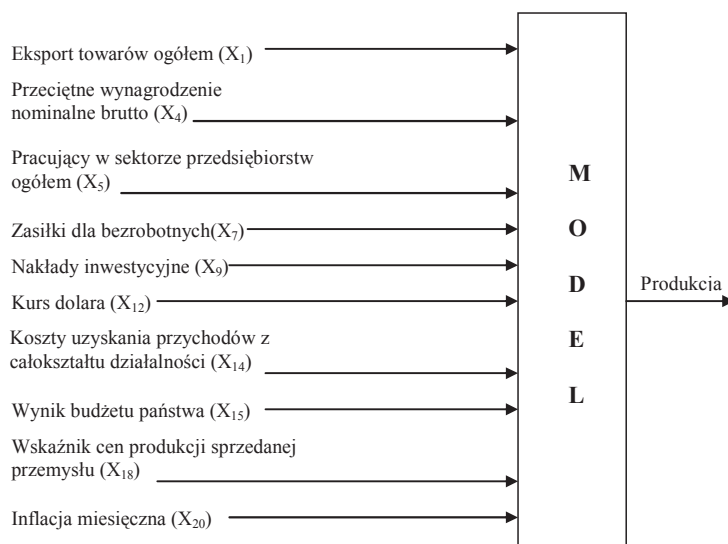 Eksport towarów ogółem (X₁)
Przeciętne wynagrodzenie
nominalne brutto (X₄)
Pracujący w sektorze przedsiębiorstw
ogółem (X₅)
Zasiłki dla bezrobotnych(X₇)
Nakłady inwestycyjne (X₉)
Kurs dolara (X₁₂)
Koszty uzyskania przychodów z
całokształtu działalności (X₁₄)
Wynik budżetu państwa (X₁₅)
Wskaźnik cen produkcji sprzedanej
przemysłu (X₁₈)
Inflacja miesięczna (X₂₀)
M
O
D
E
L
Produkcja